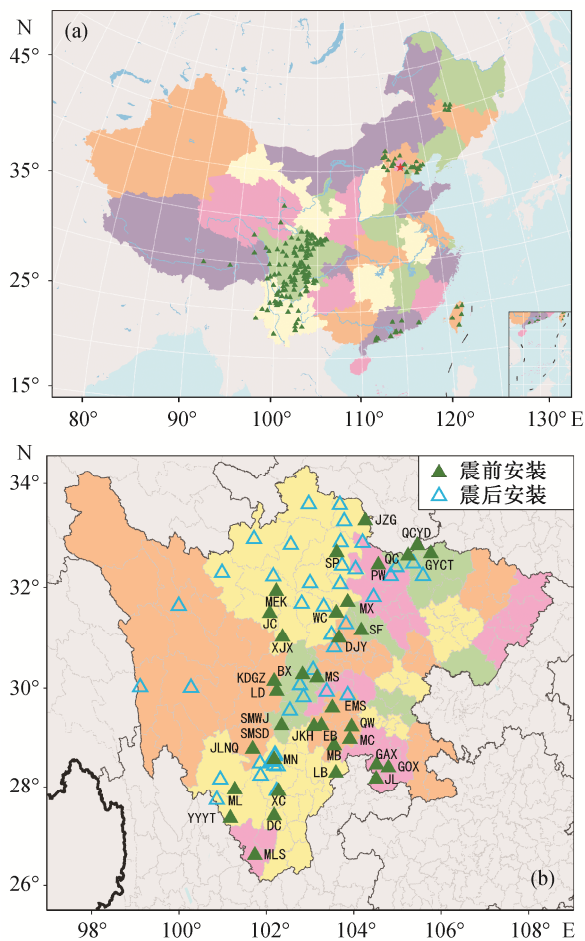 N
(a)
45°
35°
25°
15°
80°
90°
100°
110°
120°
130° E
N
震前安装
震后安装
34°
JZG
QCYD
SP
QC
PW
GYCT
32°
MEK
MX
JC
WC
SF
XJX
DJY
BX
MS
KDGZ
30°
LD
EMS
SMWJ
JKH
EB
QW
SMSD
MC
JLNQ
MN
MB
GAX
GOX
LB
JL
28°
ML
XC
YYYT
DC
MLS
26°
(b)
98°
100°
102°
104°
106°
108°
E